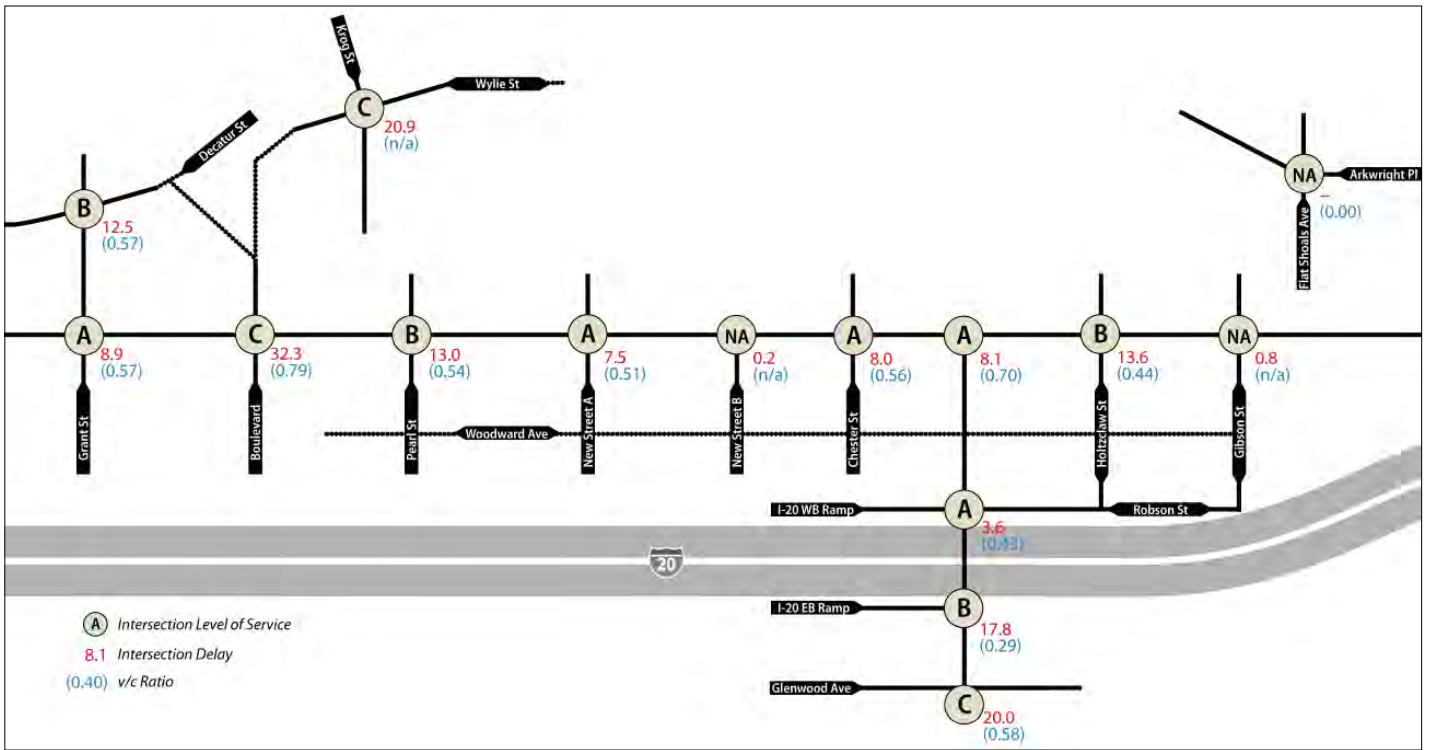 Krog St
Wylie St
C
20.9
(n/a)
Decatur St
B
12.5
(0.57)
NA
Arkwright Pl
–
(0.00)
Flat Shoals Ave
A
8.9
(0.57)
Grant St
C
32.3
(0.79)
Boulevard
B
13.0
(0.54)
Pearl St
A
7.5
(0.51)
New Street A
NA
0.2
(n/a)
New Street B
A
8.0
(0.56)
Chester St
A
8.1
(0.70)
B
13.6
(0.44)
Holtzclaw St
NA
0.8
(n/a)
Gibson St
Woodward Ave
I-20 WB Ramp
A
3.6
(0.43)
Robson St
20
I-20 EB Ramp
B
17.8
(0.29)
Glenwood Ave
C
20.0
(0.58)
A Intersection Level of Service
8.1 Intersection Delay
(0.40) v/c Ratio